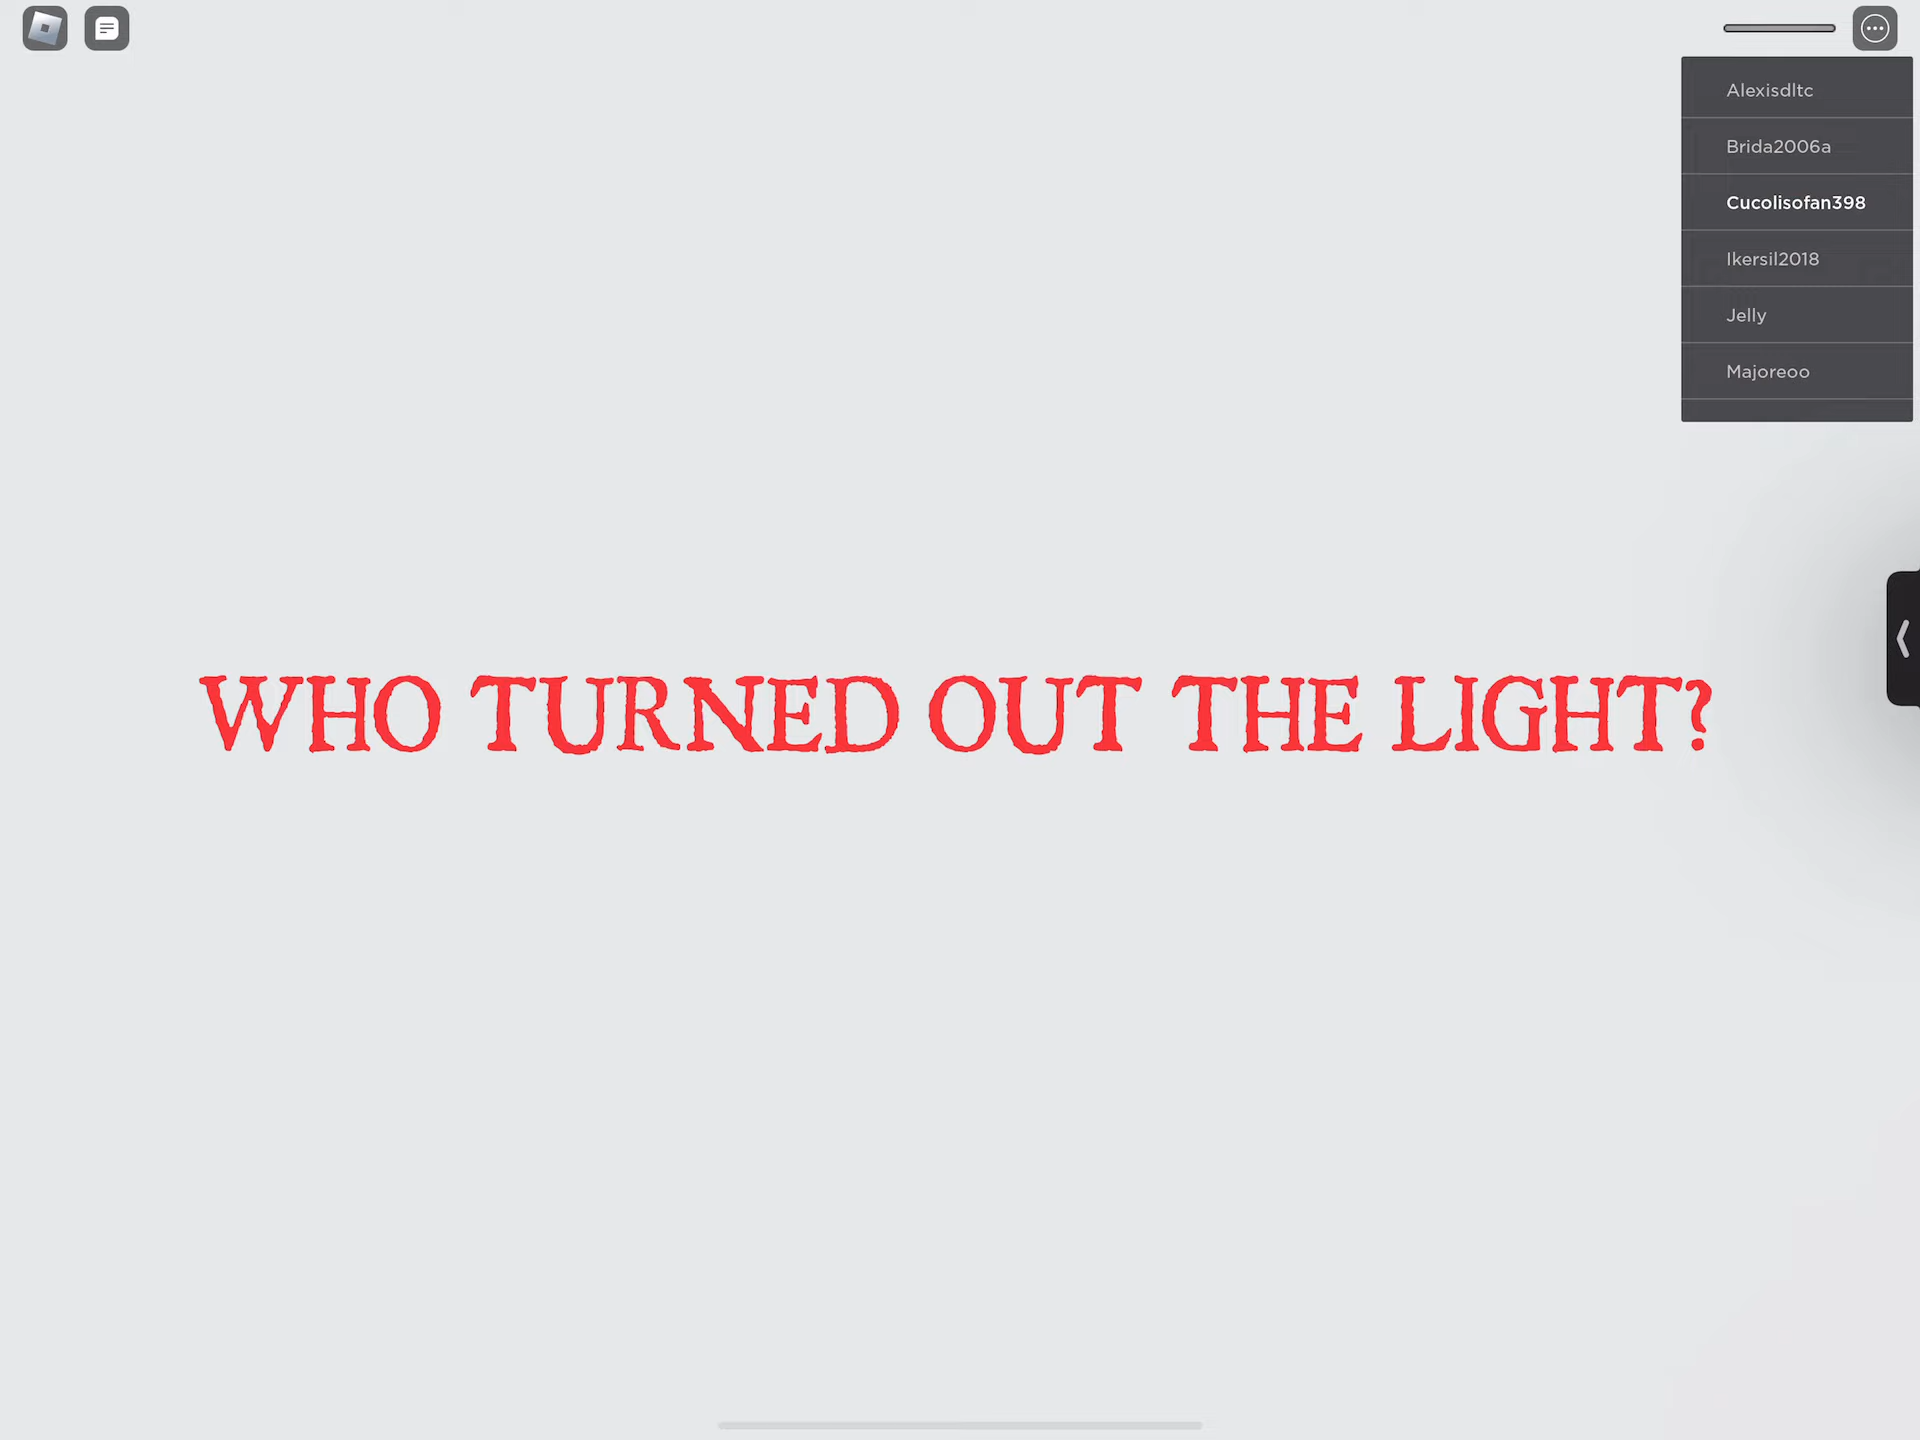 Alexisdltc
Brida2006a
Cucolisofan398
Ikersil2018
Jelly
Majoreoo
WHO TURNED OUT THE LIGHT?